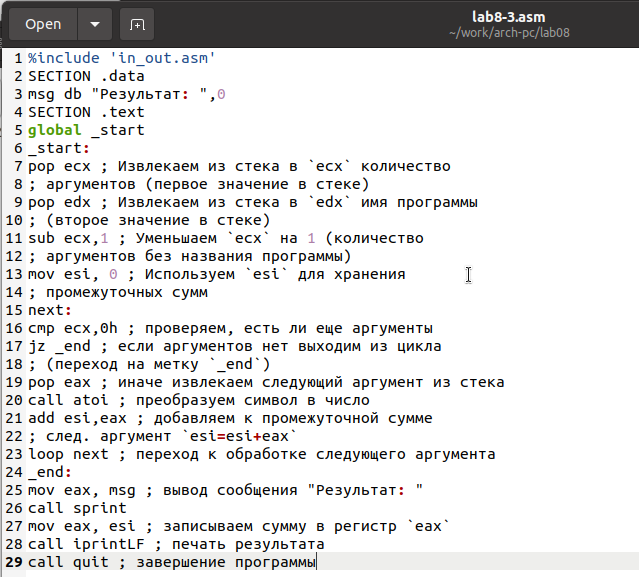 Open
lab8-3.asm
~/work/arch-pc/lab08
1 %include 'in_out.asm'
2 SECTION .data
3 msg db "Результат: ",0
4 SECTION .text
5 global _start
6 _start:
7 pop ecx ; Извлекаем из стека в `ecx` количество
8 ; аргументов (первое значение в стеке)
9 pop edx ; Извлекаем из стека в `edx` имя программы
10 ; (второе значение в стеке)
11 sub ecx,1 ; Уменьшаем `ecx` на 1 (количество
12 ; аргументов без названия программы)
13 mov esi, 0 ; Используем `esi` для хранения
14 ; промежуточных сумм
15 next:
16 cmp ecx,0h ; проверяем, есть ли еще аргументы
17 jz _end ; если аргументов нет выходим из цикла
18 ; (переход на метку `_end`)
19 pop eax ; иначе извлекаем следующий аргумент из стека
20 call atoi ; преобразуем символ в число
21 add esi,eax ; добавляем к промежуточной сумме
22 ; след. аргумент `esi=esi+eax`
23 loop next ; переход к обработке следующего аргумента
24 _end:
25 mov eax, msg ; вывод сообщения "Результат: "
26 call sprint
27 mov eax, esi ; записываем сумму в регистр `eax`
28 call iprintLF ; печать результата
29 call quit ; завершение программы